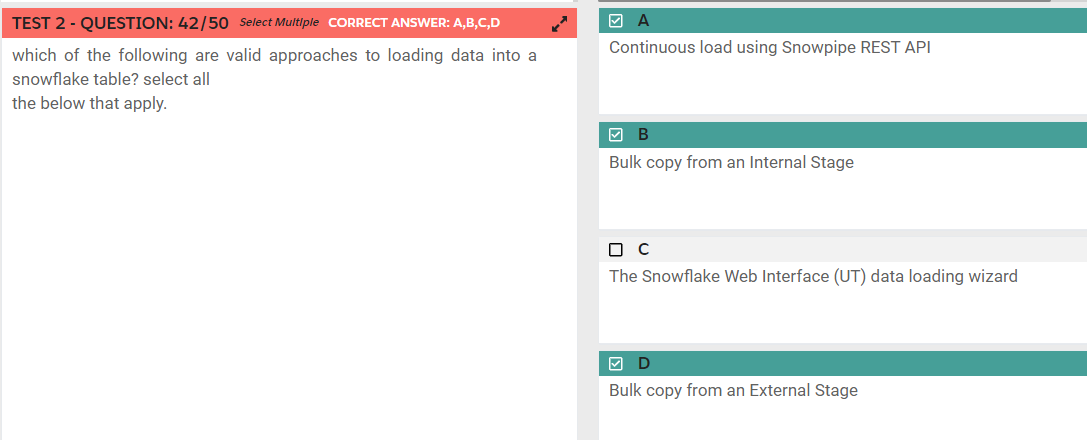 TEST 2 - QUESTION: 42/50 Select Multiple CORRECT ANSWER: A,B,C,D
which of the following are valid approaches to loading data into a
snowflake table? select all
the below that apply.
A
Continuous load using Snowpipe REST API
B
Bulk copy from an Internal Stage
C
The Snowflake Web Interface (UT) data loading wizard
D
Bulk copy from an External Stage